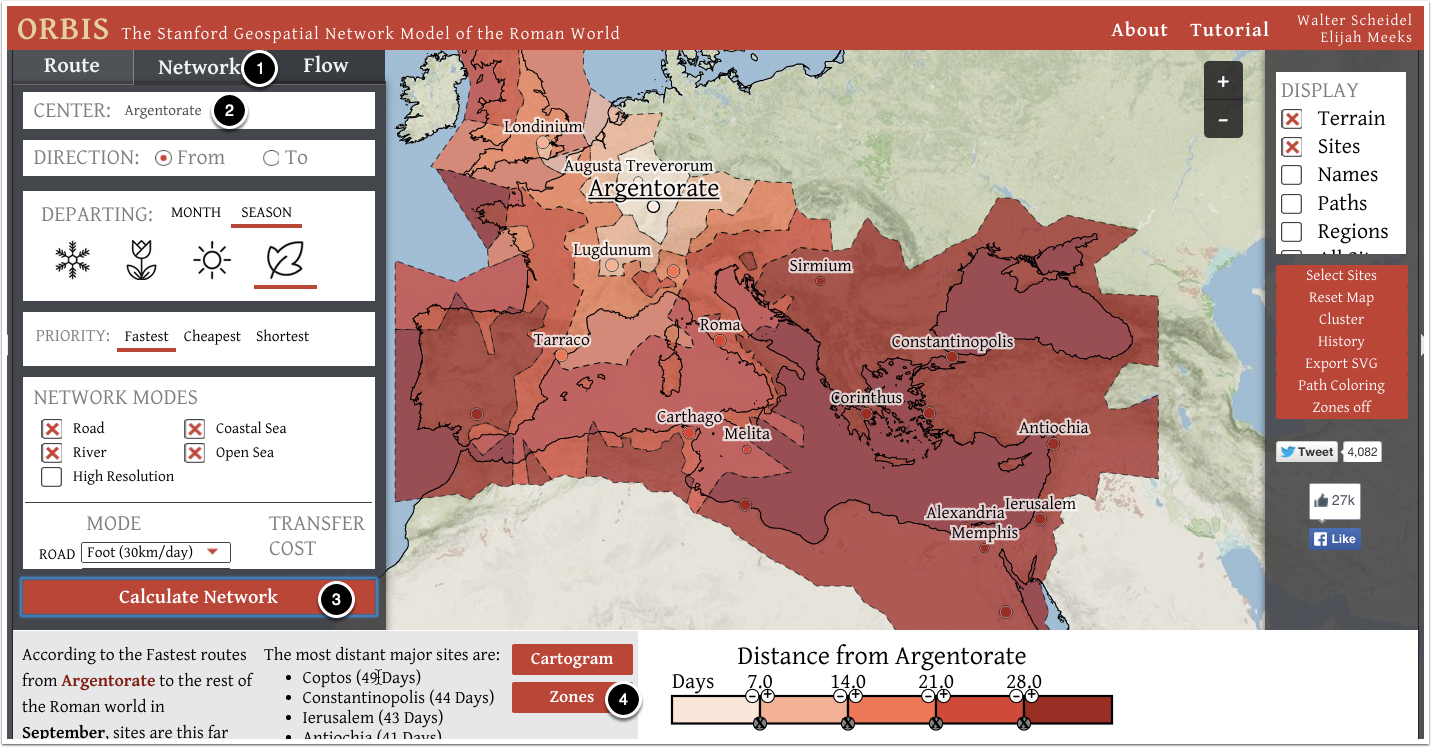 ORBIS The Stanford Geospatial Network Model of the Roman World
About Tutorial
Walter Scheidel
Elijah Meeks
Route Network 1 Flow
CENTER: Argentorate 2
DIRECTION: From To
DEPARTING: MONTH SEASON
PRIORITY: Fastest Cheapest Shortest
NETWORK MODES
Road Coastal Sea
River Open Sea
High Resolution
MODE TRANSFER
COST
ROAD Foot (30km/day)
Calculate Network 3
Londinium
Augusta Treverorum
Argentorate
Lugdunum
Sirmium
Roma
Tarraco
Constantinopolis
Corinthus
Carthago
Melita
Antiochia
Alexandria
Ierusalem
Memphis
+
−
DISPLAY
Terrain
Sites
Names
Paths
Regions
Select Sites
Reset Map
Cluster
History
Export SVG
Path Coloring
Zones off
Tweet 4,082
27k
Like
According to the Fastest routes
from Argentorate to the rest of
the Roman world in
September, sites are this far
The most distant major sites are:
• Coptos (49 Days)
• Constantinopolis (44 Days)
• Ierusalem (43 Days)
• Antiochia (41 Days)
Cartogram
Zones 4
Distance from Argentorate
Days 7.0 14.0 21.0 28.0